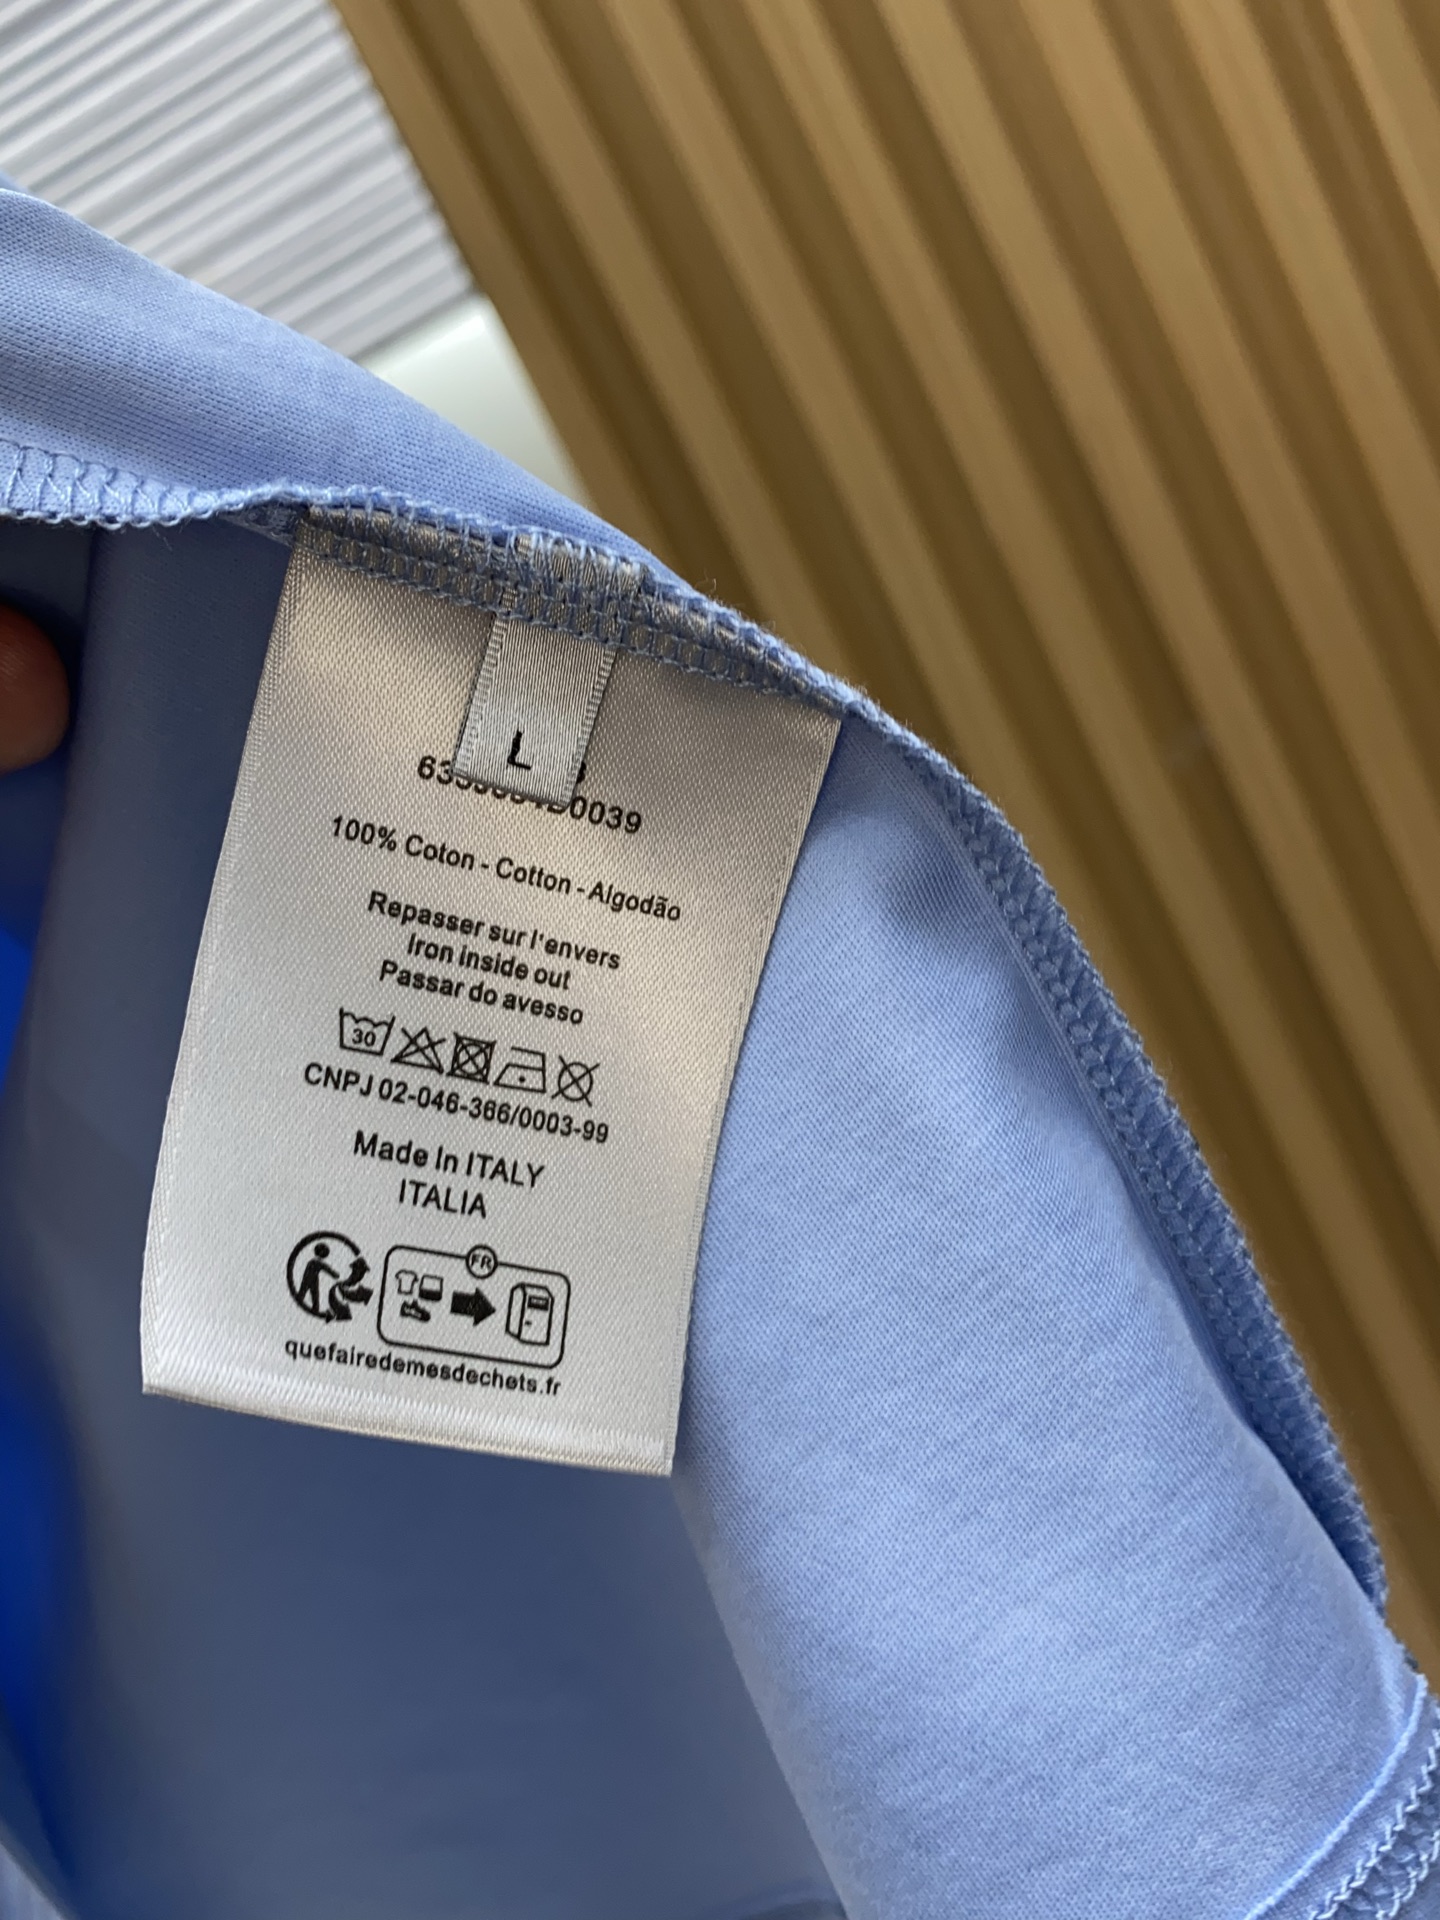 L
0039
100% Coton - Cotton - Algodão
Repasser sur l'envers
Iron inside out
Passar do avesso
30
CNPJ 02-046-366/0003-99
Made In ITALY
ITALIA
FR
quefairedemesdechets.fr